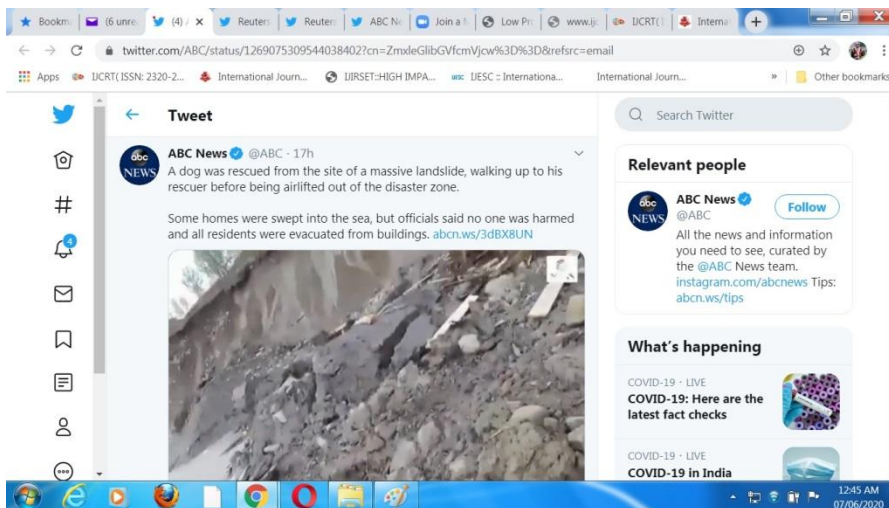 Bookm
(6 unre
(4) /
Reuter
Reuter
ABC Ne
Join a
Low Pr
www.ij
IJCRT(
Interna
twitter.com/ABC/status/1269075309544038402?cn=ZmxleGlibGVfcmVjcw%3D%3D&refsrc=email
Apps
IJCRT( ISSN: 2320-2...
International Journ...
IJIRSET::HIGH IMPA...
IJESC :: Internationa...
International Journ...
»
Other bookmarks
Tweet
ABC News @ABC · 17h
A dog was rescued from the site of a massive landslide, walking up to his
rescuer before being airlifted out of the disaster zone.
Some homes were swept into the sea, but officials said no one was harmed
and all residents were evacuated from buildings. abcn.ws/3dBX8UN
abc
NEWS
4
Search Twitter
Relevant people
abc
NEWS
ABC News
@ABC
Follow
All the news and information
you need to see, curated by
the @ABC News team.
instagram.com/abcnews Tips:
abcn.ws/tips
What's happening
COVID-19 · LIVE
COVID-19: Here are the
latest fact checks
COVID-19 · LIVE
COVID-19 in India
12:45 AM
07/06/2020